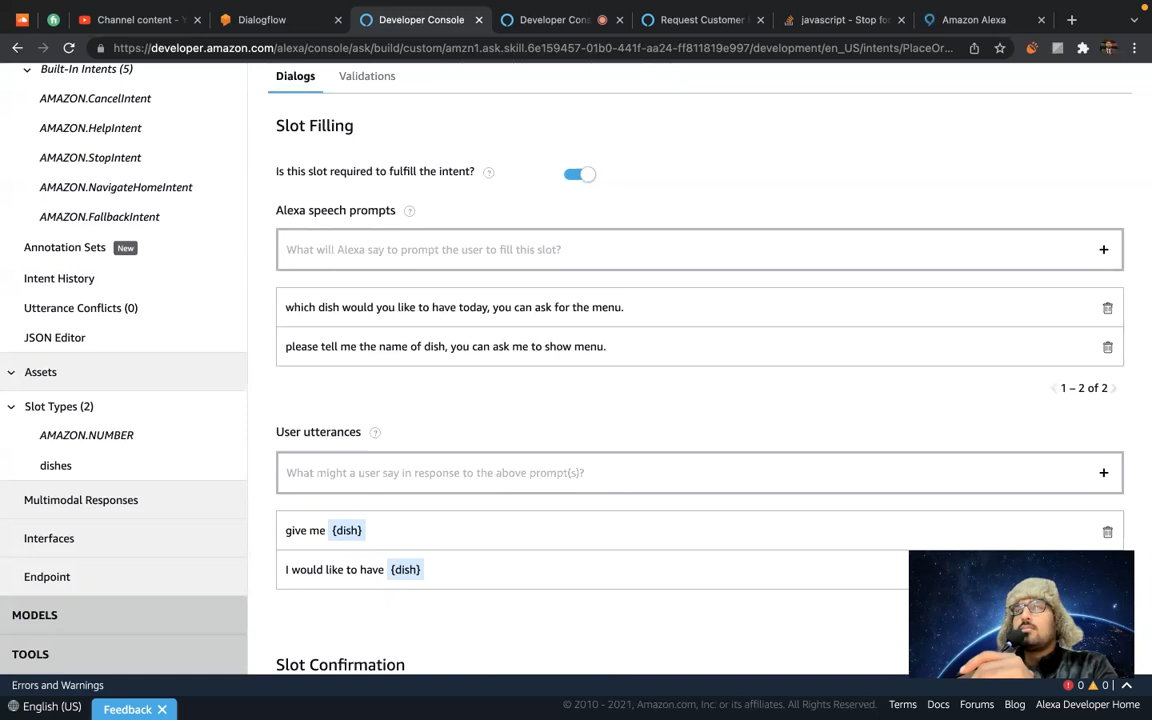 Channel content - Y
Dialogflow
Developer Console
Developer Cons
Request Customer
javascript - Stop for
Amazon Alexa
https://developer.amazon.com/alexa/console/ask/build/custom/amzn1.ask.skill.6e159457-01b0-441f-aa24-ff811819e997/development/en_US/intents/PlaceOr...
Built-In Intents (5)
AMAZON.CancelIntent
AMAZON.HelpIntent
AMAZON.StopIntent
AMAZON.NavigateHomeIntent
AMAZON.FallbackIntent
Annotation Sets New
Intent History
Utterance Conflicts (0)
JSON Editor
Assets
Slot Types (2)
AMAZON.NUMBER
dishes
Multimodal Responses
Interfaces
Endpoint
MODELS
TOOLS
Dialogs Validations
Slot Filling
Is this slot required to fulfill the intent? ?
Alexa speech prompts ?
What will Alexa say to prompt the user to fill this slot? +
which dish would you like to have today, you can ask for the menu.
please tell me the name of dish, you can ask me to show menu.
1 – 2 of 2
User utterances ?
What might a user say in response to the above prompt(s)? +
give me {dish}
I would like to have {dish}
Slot Confirmation
Errors and Warnings
0 0
English (US)
Feedback
© 2010 - 2021, Amazon.com, Inc. or its affiliates. All Rights Reserved. Terms Docs Forums Blog Alexa Developer Home